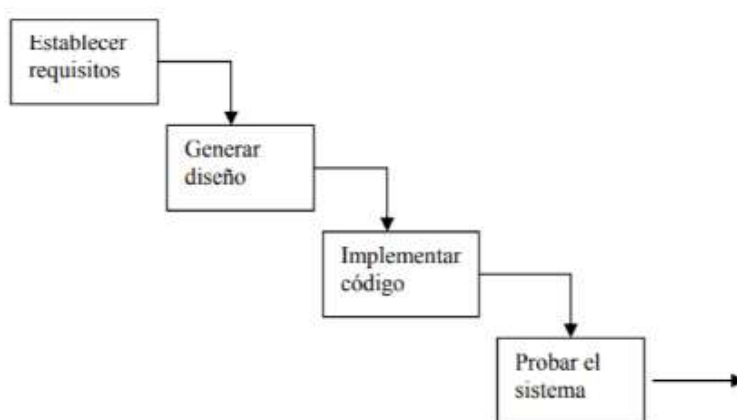 Establecer
requisitos
Generar
diseño
Implementar
código
Probar el
sistema